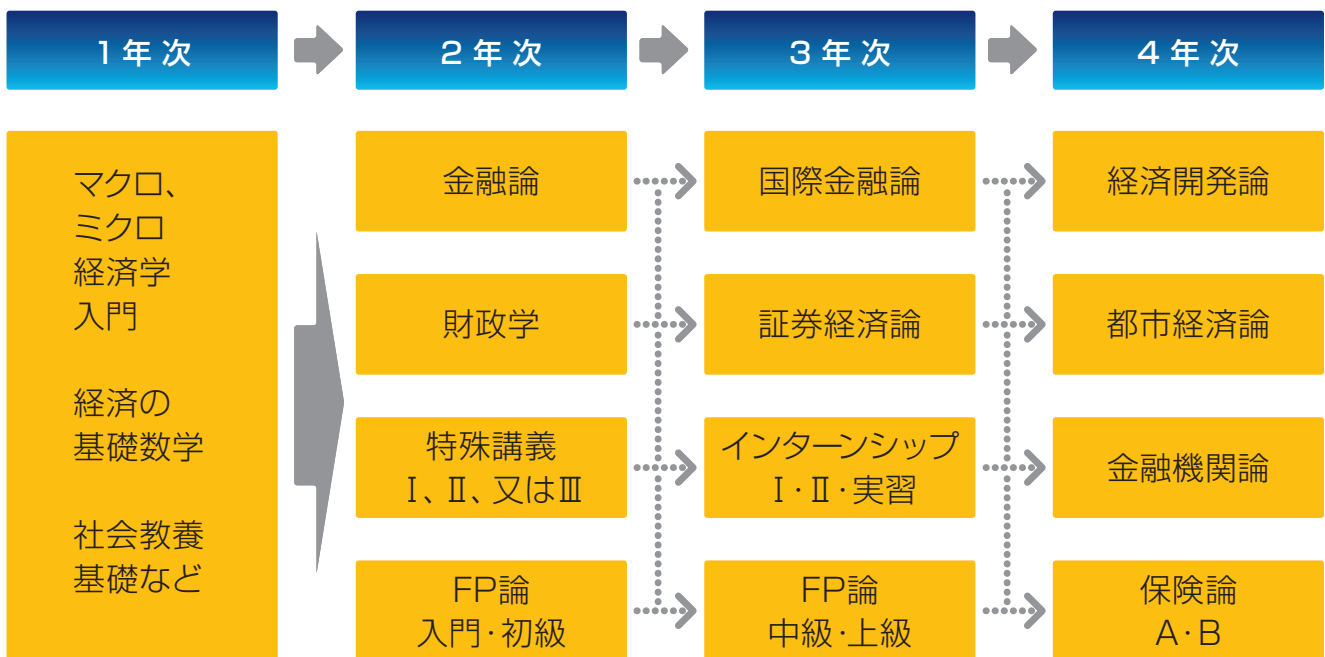 1年次
2年次
3年次
4年次
マクロ、
ミクロ
経済学
入門
経済の
基礎数学
社会教養
基礎など
金融論
財政学
特殊講義
Ⅰ、Ⅱ、又はⅢ
FP論
入門・初級
国際金融論
証券経済論
インターンシップ
Ⅰ・Ⅱ・実習
FP論
中級・上級
経済開発論
都市経済論
金融機関論
保険論
A・B